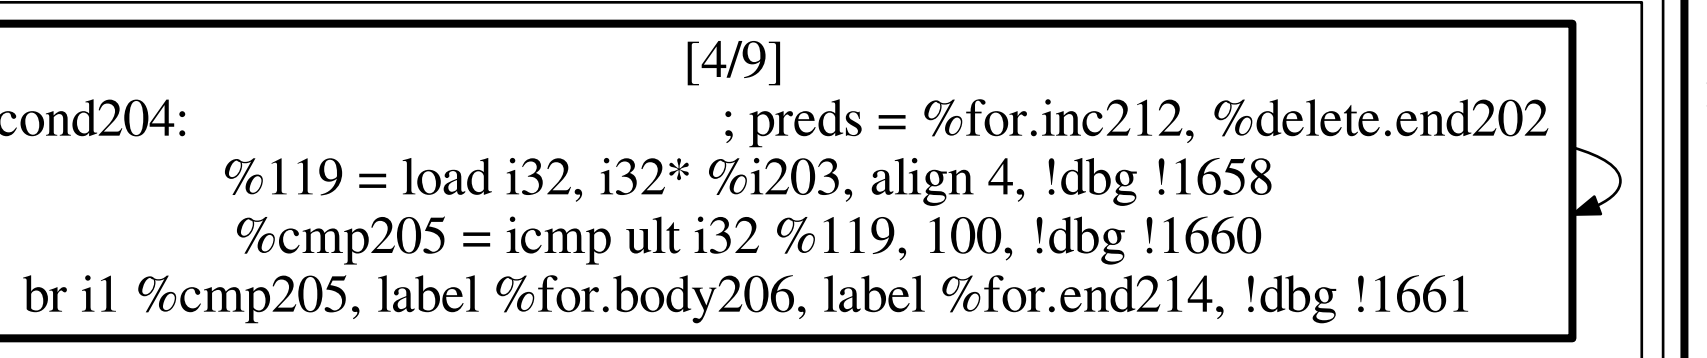 [4/9]
cond204: ; preds = %for.inc212, %delete.end202
%119 = load i32, i32* %i203, align 4, !dbg !1658
%cmp205 = icmp ult i32 %119, 100, !dbg !1660
br i1 %cmp205, label %for.body206, label %for.end214, !dbg !1661